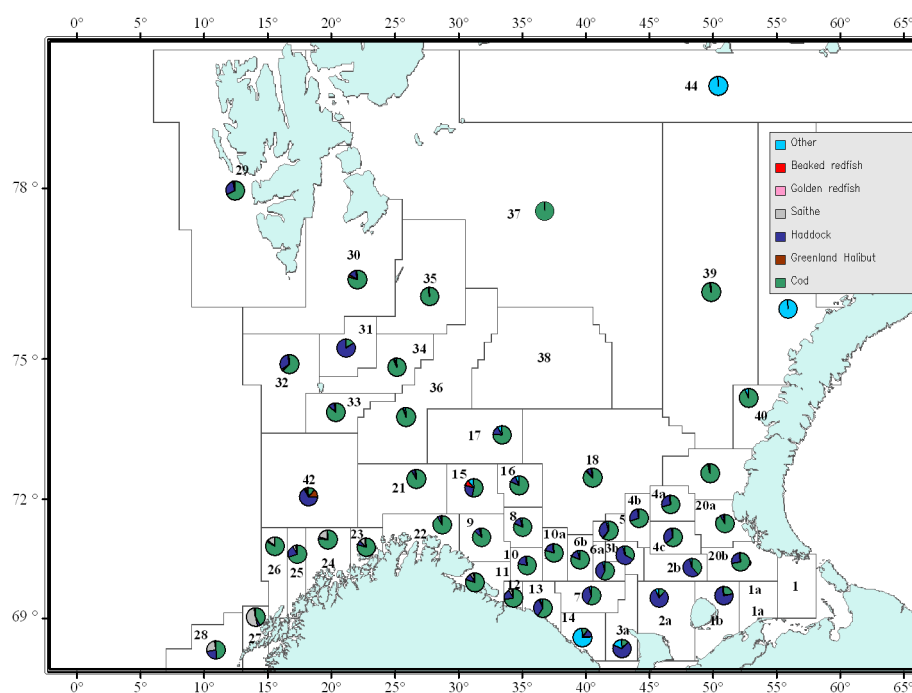 0° 5° 10° 15° 20° 25° 30° 35° 40° 45° 50° 55° 60° 65°
44
Other
Beaked redfish
Golden redfish
Saithe
Haddock
Greenland Halibut
Cod
29
78°
37
30
35
39
31
34
38
75°
32
36
33
40
17
18
15 16
42
21
4b 4a
72°
20a
5
8
9
22
23
10a
6b 6a 3b
4c
26 25 24
10
20b
2b
11
12 13
7
1a
1
69°
14
3a
2a
1b
1a
28
27
0° 5° 10° 15° 20° 25° 30° 35° 40° 45° 50° 55° 60° 65°